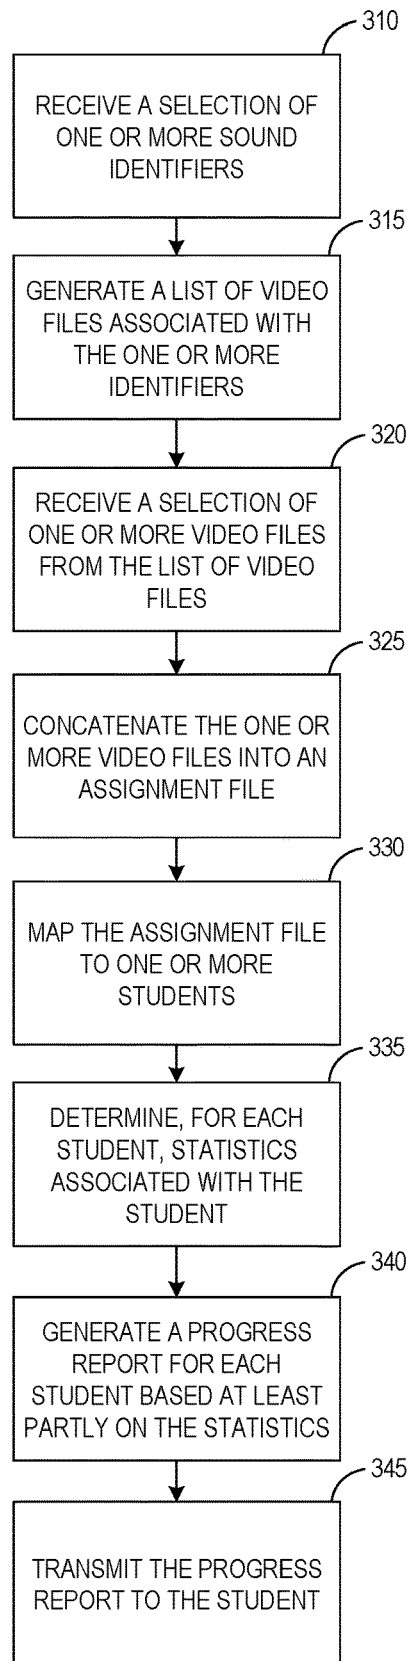 310
RECEIVE A SELECTION OF
ONE OR MORE SOUND
IDENTIFIERS
315
GENERATE A LIST OF VIDEO
FILES ASSOCIATED WITH
THE ONE OR MORE
IDENTIFIERS
320
RECEIVE A SELECTION OF
ONE OR MORE VIDEO FILES
FROM THE LIST OF VIDEO
FILES
325
CONCATENATE THE ONE OR
MORE VIDEO FILES INTO AN
ASSIGNMENT FILE
330
MAP THE ASSIGNMENT FILE
TO ONE OR MORE
STUDENTS
335
DETERMINE, FOR EACH
STUDENT, STATISTICS
ASSOCIATED WITH THE
STUDENT
340
GENERATE A PROGRESS
REPORT FOR EACH
STUDENT BASED AT LEAST
PARTLY ON THE STATISTICS
345
TRANSMIT THE PROGRESS
REPORT TO THE STUDENT